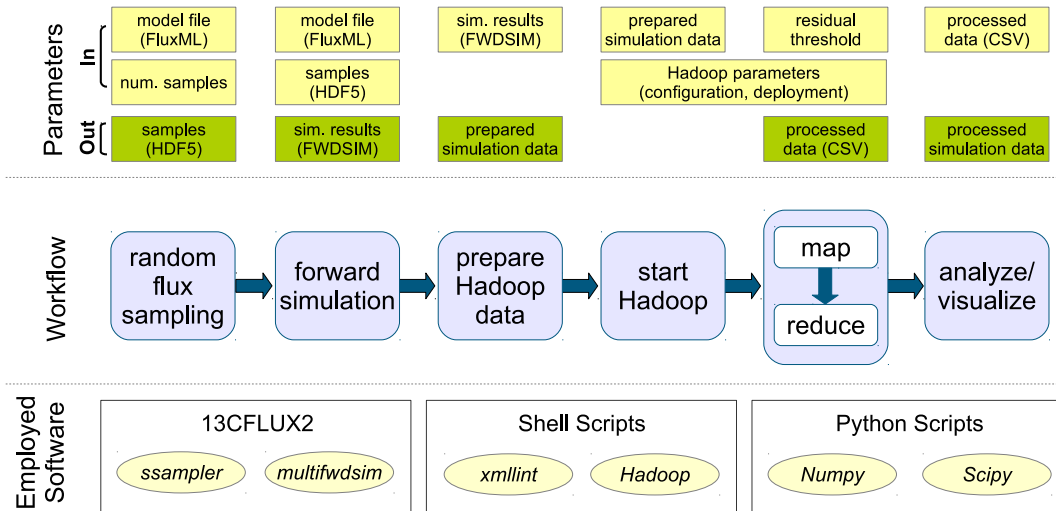 Parameters
In
model file
(FluxML)
model file
(FluxML)
sim. results
(FWDSIM)
prepared
simulation data
residual
threshold
processed
data (CSV)
num. samples
samples
(HDF5)
Hadoop parameters
(configuration, deployment)
Out
samples
(HDF5)
sim. results
(FWDSIM)
prepared
simulation data
processed
data (CSV)
processed
simulation data
Workflow
random
flux
sampling
forward
simulation
prepare
Hadoop
data
start
Hadoop
map
reduce
analyze/
visualize
Employed
Software
13CFLUX2
ssampler
multifwdsim
Shell Scripts
xmllint
Hadoop
Python Scripts
Numpy
Scipy